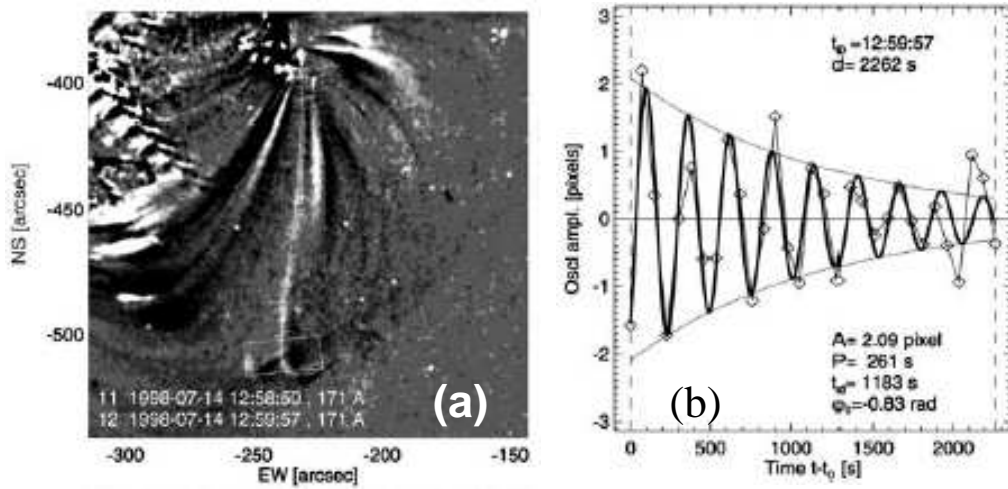 -400
-450
-500
NS [arcsec]
11 1998-07-14 12:58:50 , 171 A
12 1998-07-14 12:59:57 , 171 A
(a)
-300
-250
-200
-150
EW [arcsec]
3
2
1
0
-1
-2
-3
Oscl ampl. [pixels]
t₀ =12:59:57
d= 2262 s
A= 2.09 pixel
P= 261 s
t_d= 1183 s
φ₀=-0.83 rad
(b)
0
500
1000
1500
2000
Time t-t₀ [s]